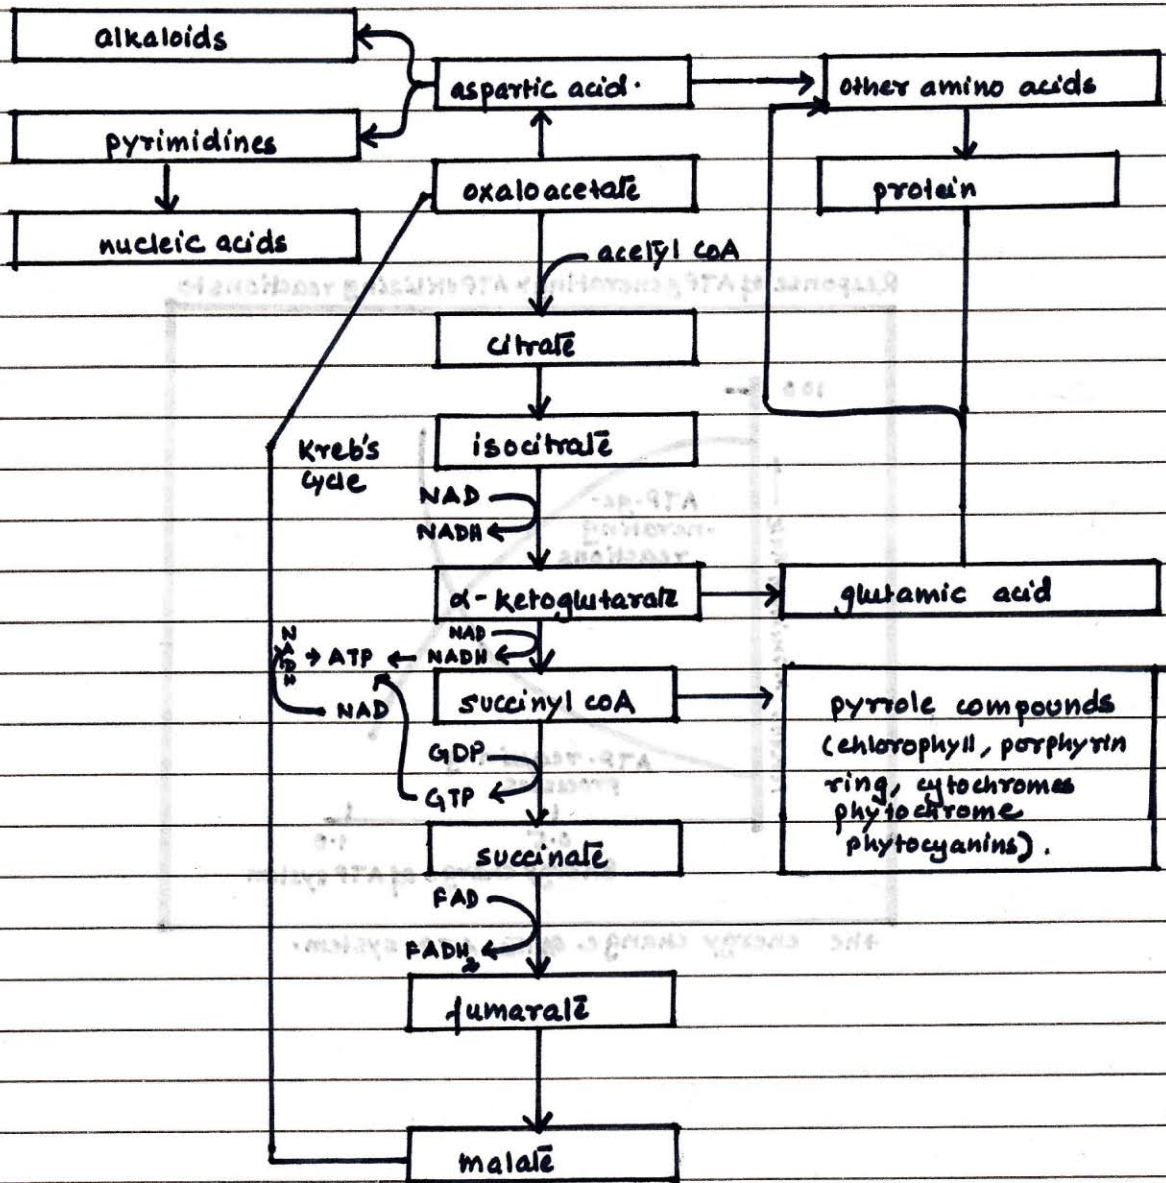 alkaloids
aspartic acid.
other amino acids
pyrimidines
oxaloacetate
protein
nucleic acids
acetyl coA
citrate
isocitrate
Kreb's
cycle
NAD
NADH
α-ketoglutarate
glutamic acid
NAD
NADH
ATP
NADH
NAD
succinyl coA
pyrrole compounds
(chlorophyll, porphyrin
ring, cytochromes
phytochrome
phytocyanins).
GDP
GTP
succinate
FAD
FADH2
fumarate
malate